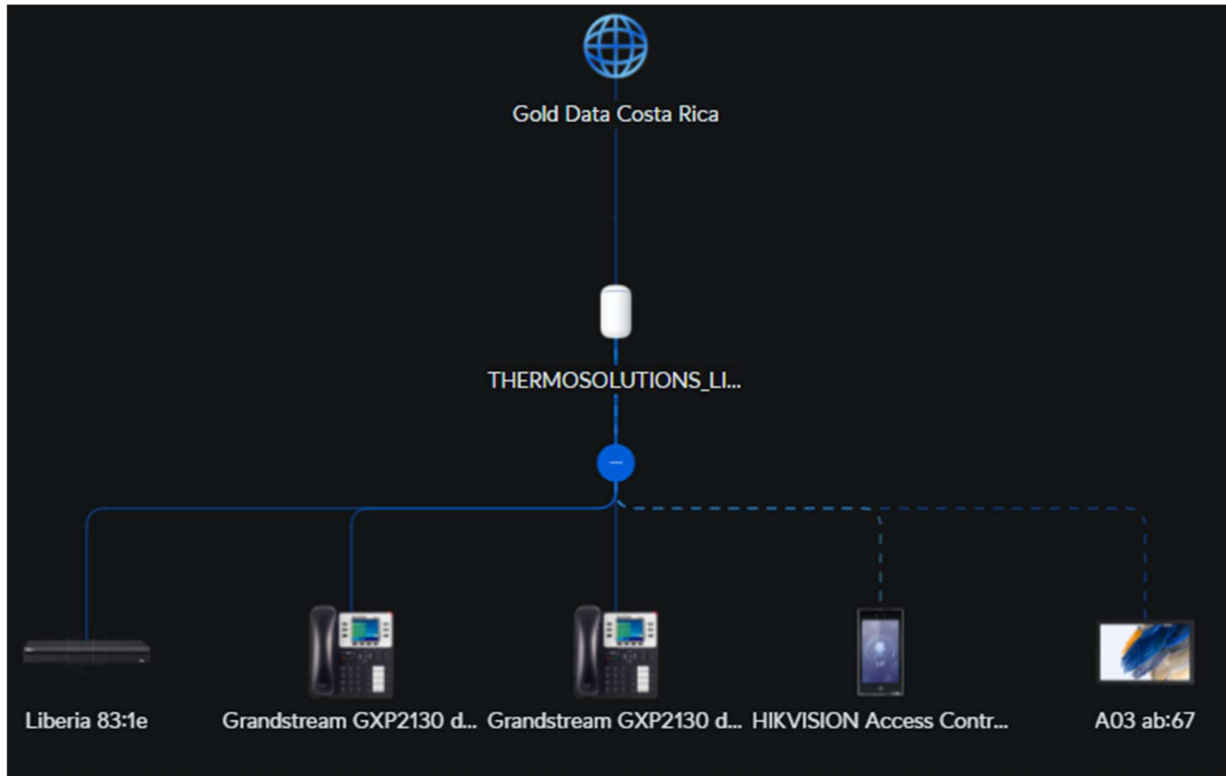 Gold Data Costa Rica
THERMOSOLUTIONS_LI...
Liberia 83:1e
Grandstream GXP2130 d...
Grandstream GXP2130 d...
HIKVISION Access Contr...
A03 ab:67